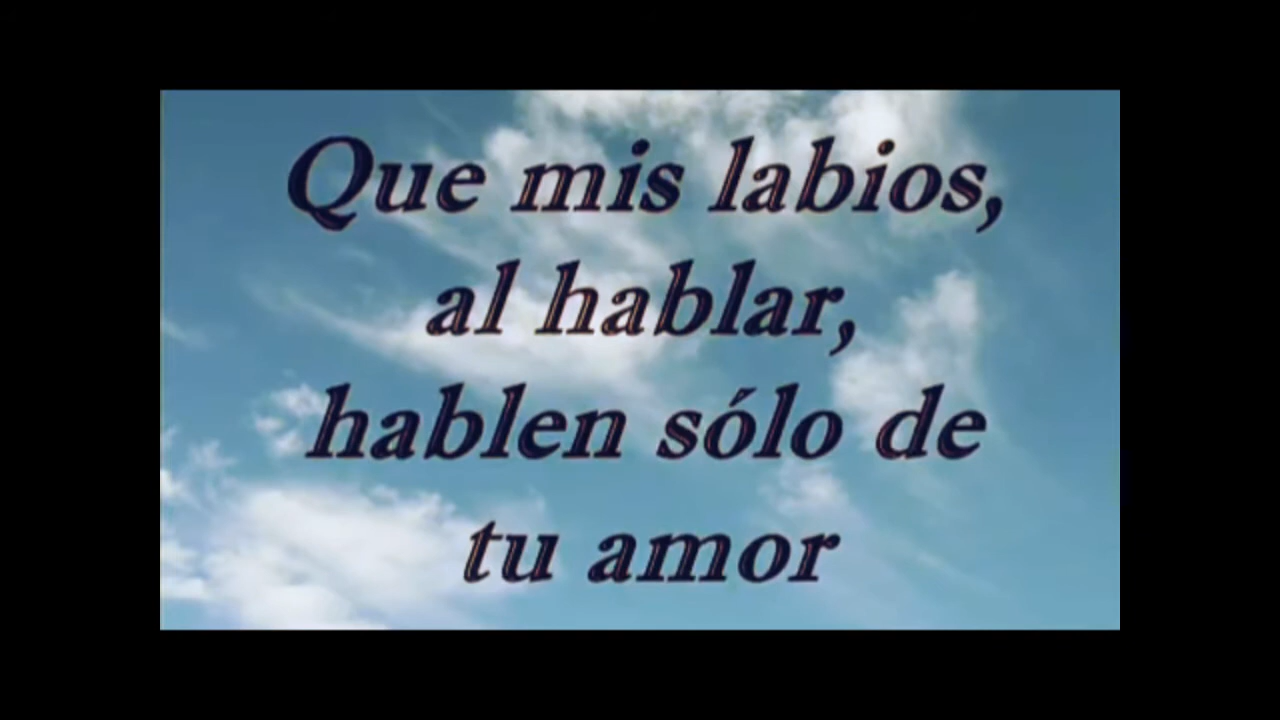 Que mis labios,
al hablar,
hablen sólo de
tu amor